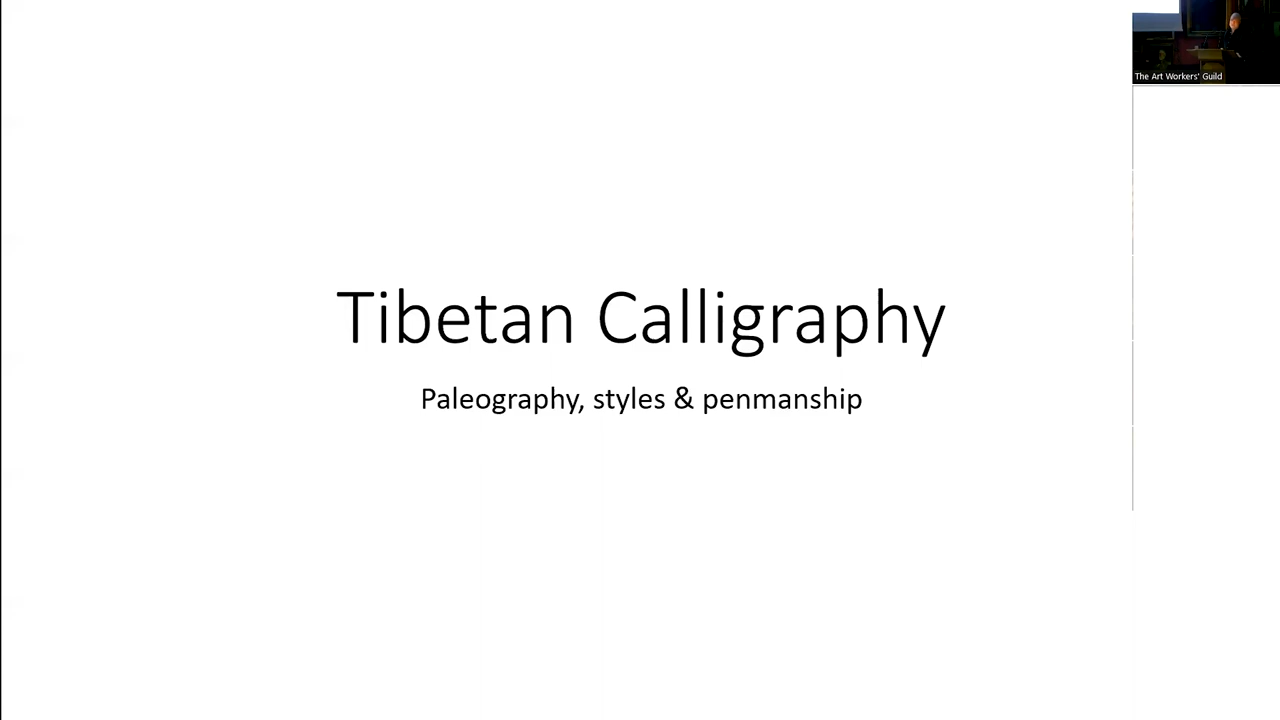 The Art Workers' Guild
Tibetan Calligraphy
Paleography, styles & penmanship